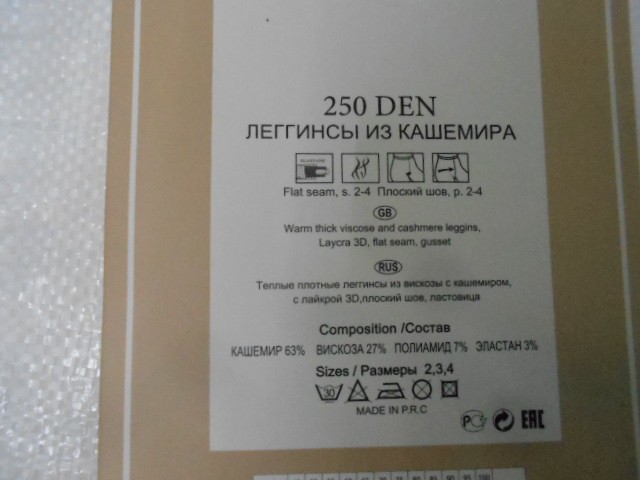 250 DEN
ЛЕГГИНСЫ ИЗ КАШЕМИРА
Flat seam, s. 2-4 Плоский шов, р. 2-4
GB
Warm thick viscose and cashmere leggins,
Laycra 3D, flat seam, gusset
RUS
Теплые плотные леггинсы из вискозы с кашемиром,
с лайкрой 3D,плоский шов, ластовица
Composition /Состав
КАШЕМИР 63% ВИСКОЗА 27% ПОЛИАМИД 7% ЭЛАСТАН 3%
Sizes / Размеры 2,3,4
30
MADE IN P.R.C
РС ЕАС